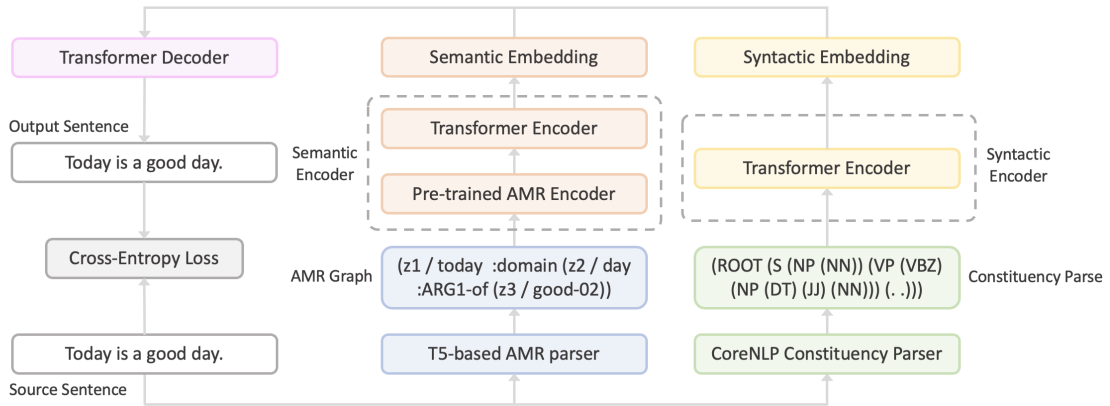 Transformer Decoder
Semantic Embedding
Syntactic Embedding
Output Sentence
Today is a good day.
Semantic
Encoder
Transformer Encoder
Pre-trained AMR Encoder
Transformer Encoder
Syntactic
Encoder
Cross-Entropy Loss
AMR Graph
(z1 / today :domain (z2 / day
:ARG1-of (z3 / good-02))
(ROOT (S (NP (NN)) (VP (VBZ)
(NP (DT) (JJ) (NN))) (. .)))
Constituency Parse
Today is a good day.
T5-based AMR parser
CoreNLP Constituency Parser
Source Sentence